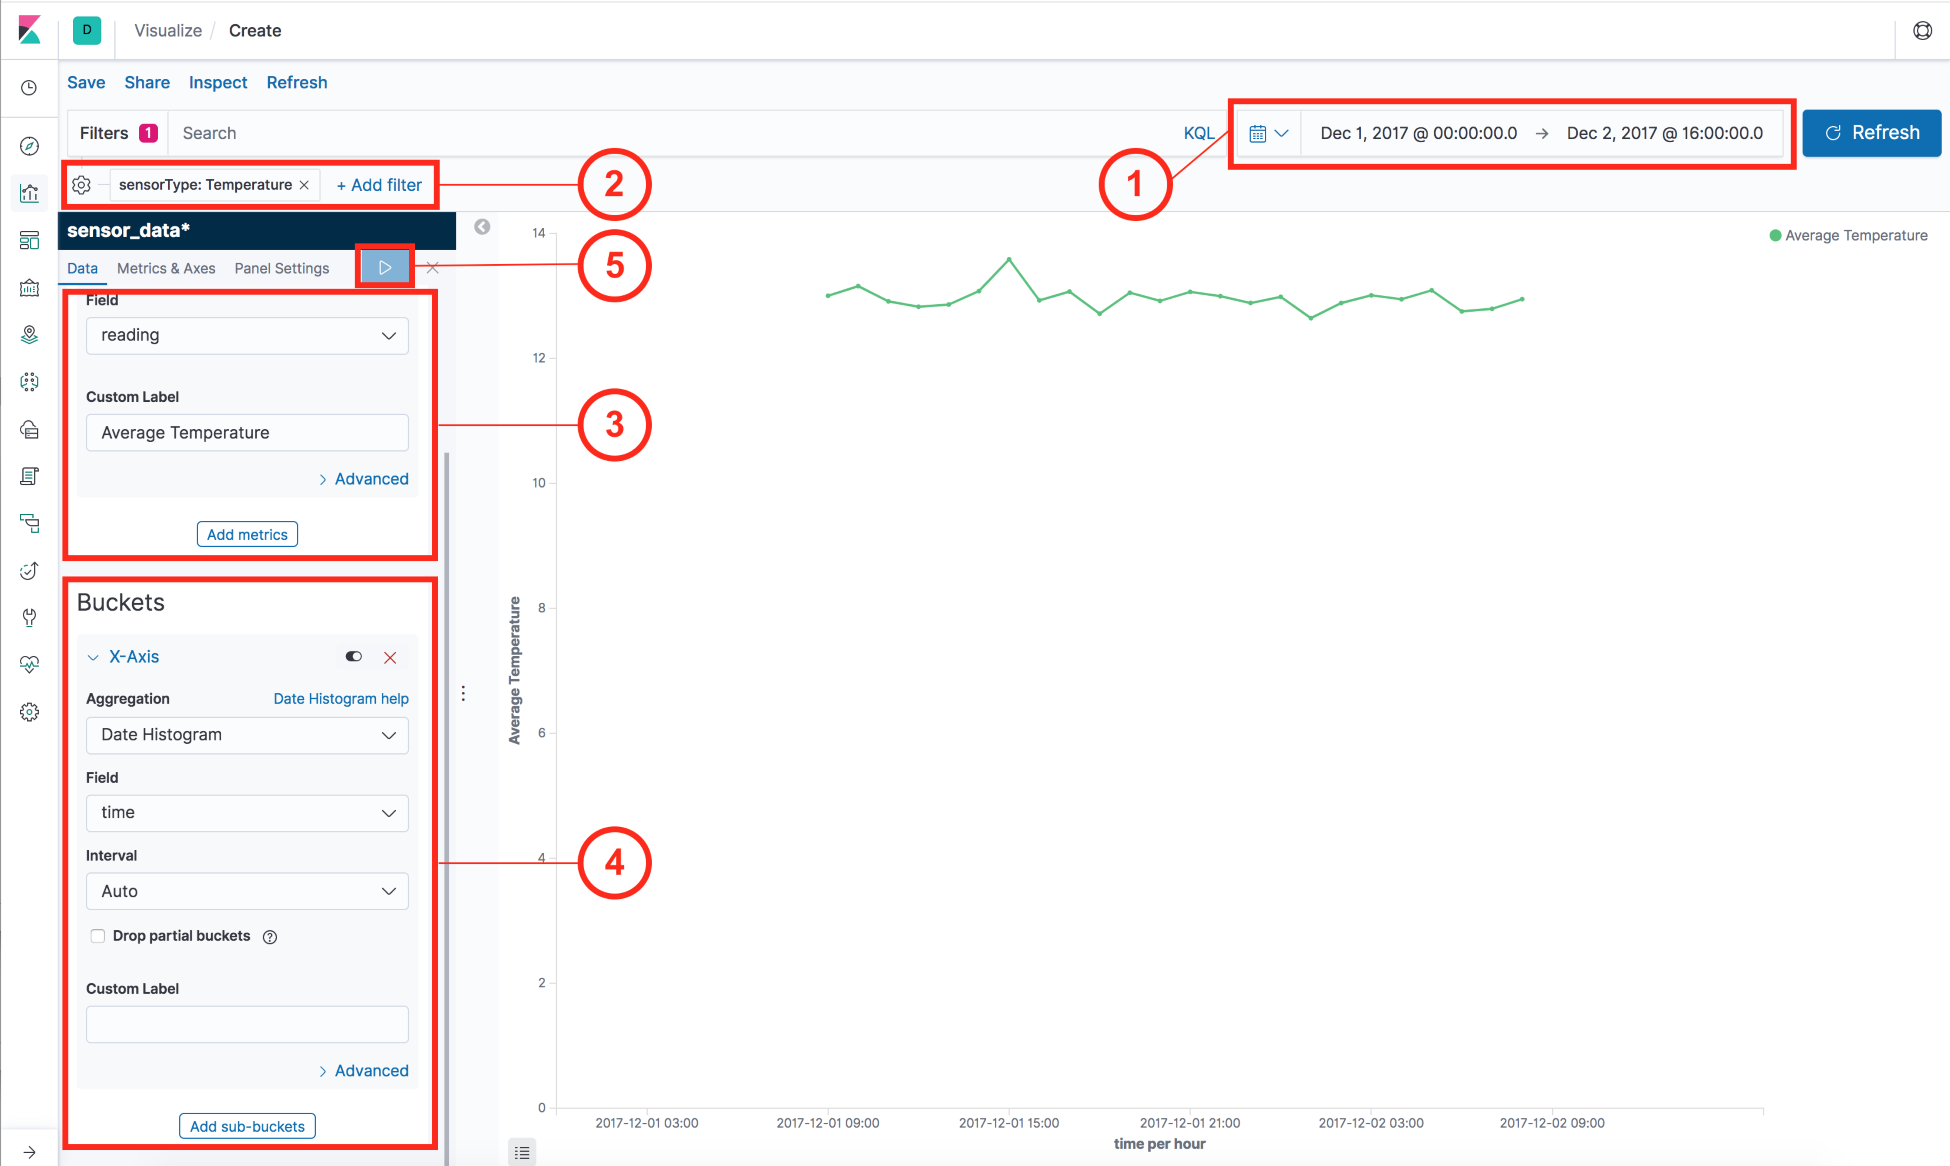 D
Visualize / Create
Save Share Inspect Refresh
Filters 1 Search KQL Dec 1, 2017 @ 00:00:00.0 → Dec 2, 2017 @ 16:00:00.0 Refresh
sensorType: Temperature × + Add filter
2
1
sensor_data*
Data Metrics & Axes Panel Settings
5
Field
reading
Custom Label
Average Temperature
Advanced
3
Add metrics
Buckets
X-Axis
Aggregation Date Histogram help
Date Histogram
Field
time
Interval
Auto
4
Drop partial buckets ?
Custom Label
Advanced
Add sub-buckets
Average Temperature
14
12
10
8
6
4
2
0
Average Temperature
2017-12-01 03:00 2017-12-01 09:00 2017-12-01 15:00 2017-12-01 21:00 2017-12-02 03:00 2017-12-02 09:00
time per hour